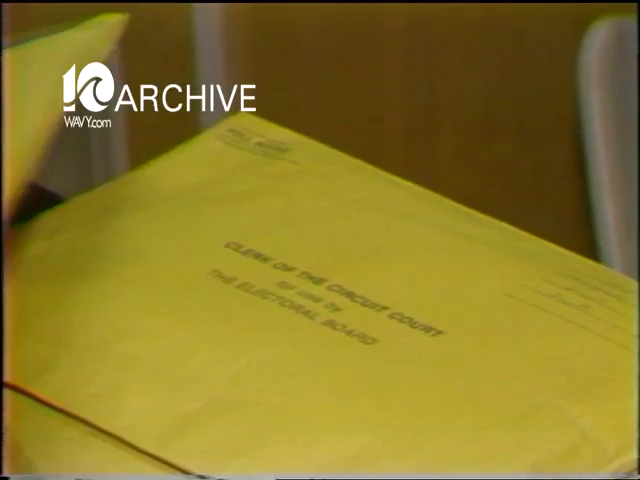 10 ARCHIVE
WAVY.com
CLERK OF THE CIRCUIT COURT
for use by
THE ELECTORAL BOARD